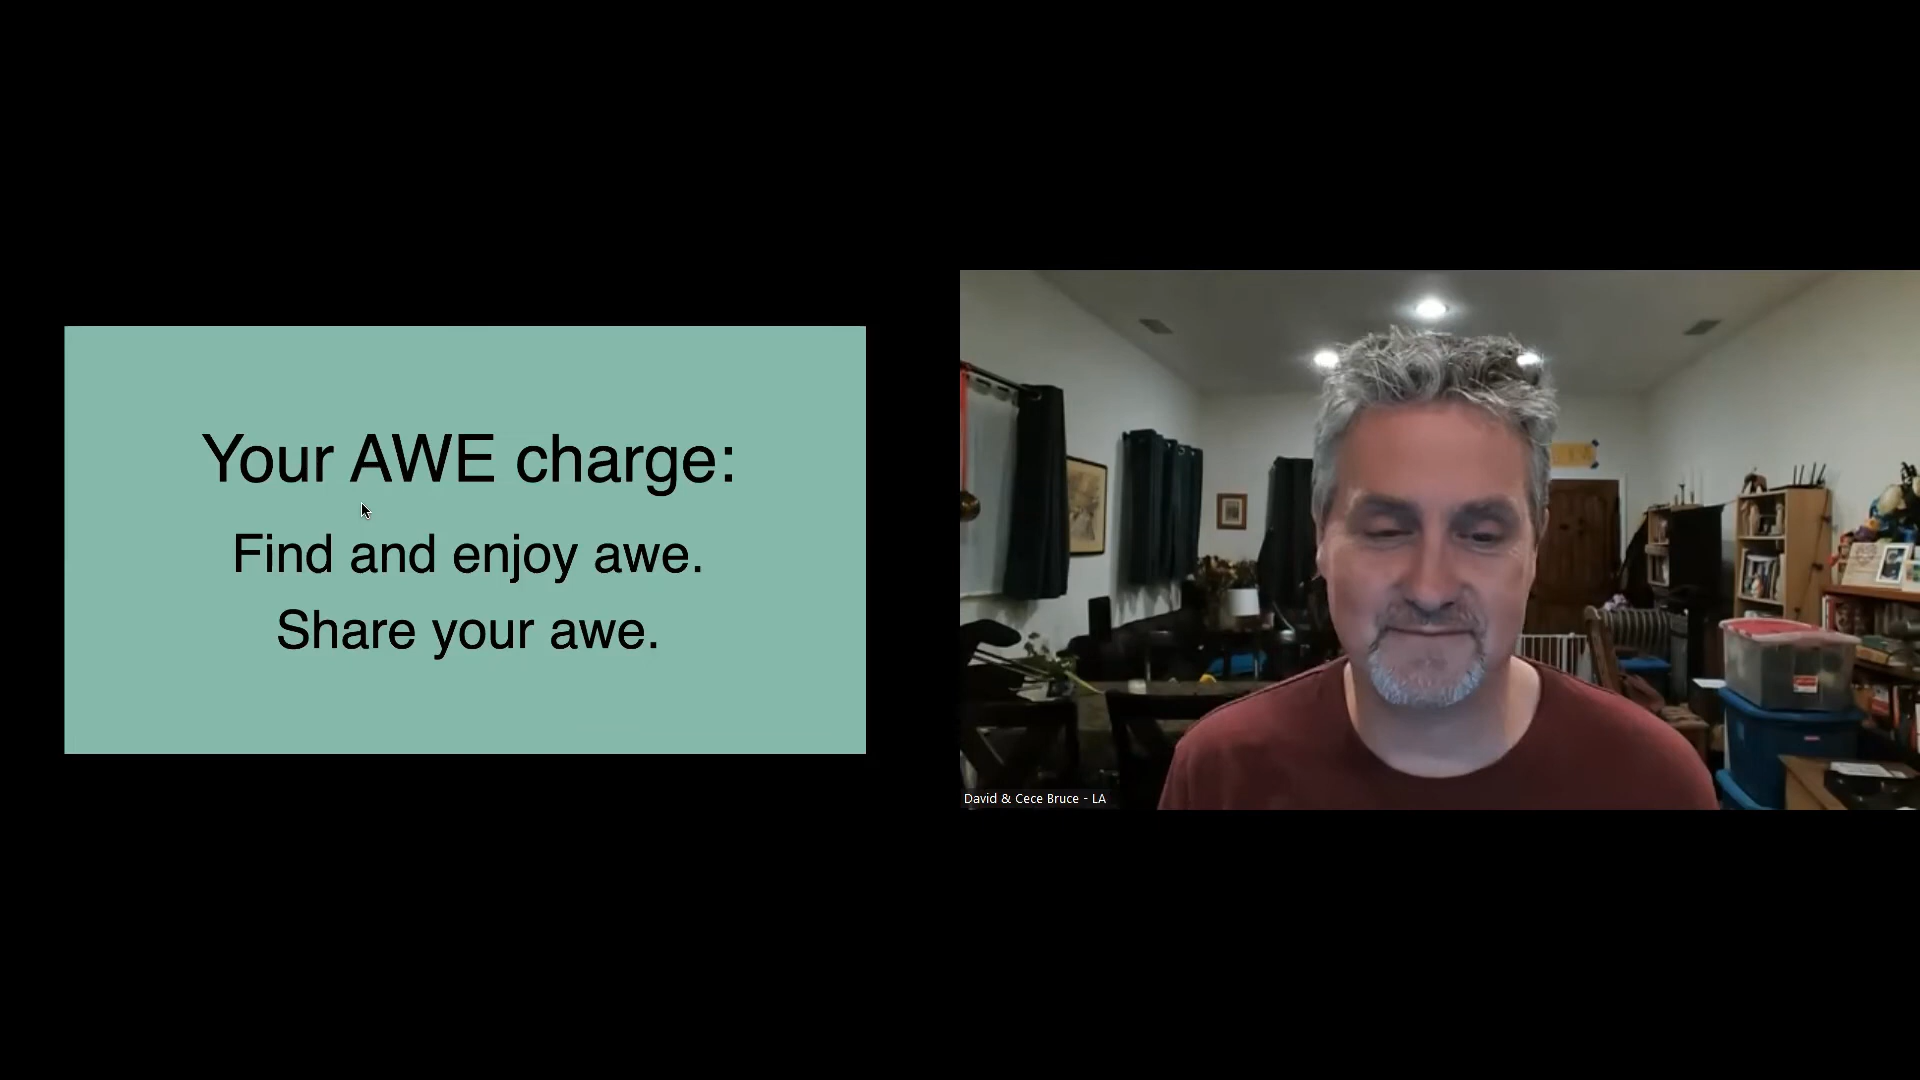 Your AWE charge:
Find and enjoy awe.
Share your awe.
David & Cece Bruce - LA